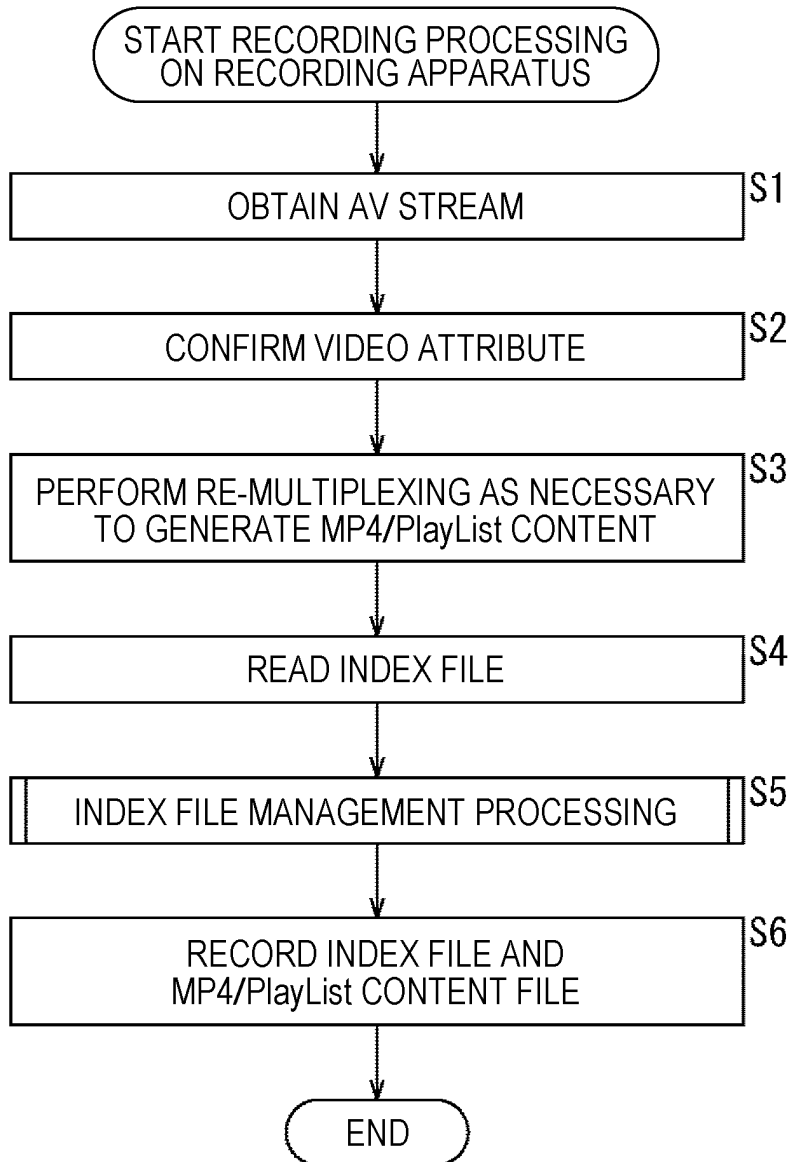 START RECORDING PROCESSING
ON RECORDING APPARATUS
S1
OBTAIN AV STREAM
S2
CONFIRM VIDEO ATTRIBUTE
S3
PERFORM RE-MULTIPLEXING AS NECESSARY
TO GENERATE MP4/PlayList CONTENT
S4
READ INDEX FILE
S5
INDEX FILE MANAGEMENT PROCESSING
S6
RECORD INDEX FILE AND
MP4/PlayList CONTENT FILE
END